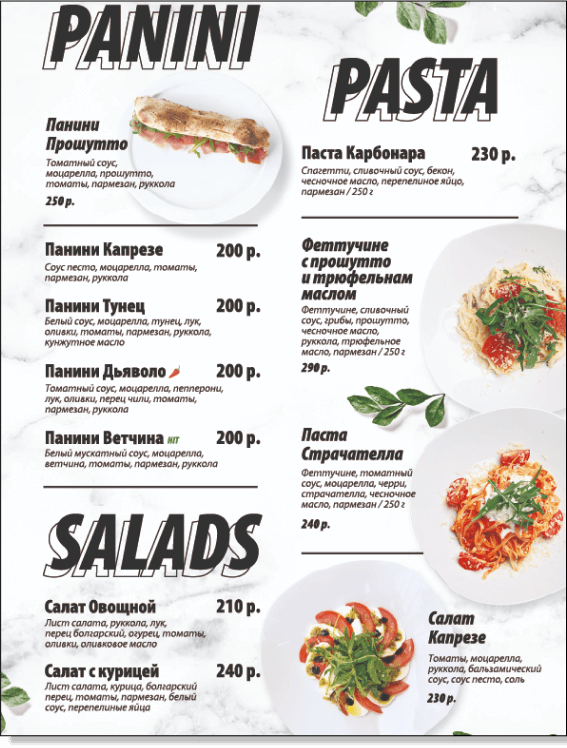 PANINI
Панини
Прошутто
Томатный соус,
моцарелла, прошутто,
томаты, пармезан, руккола
250 р.
Панини Капрезе 200 р.
Соус песто, моцарелла, томаты,
пармезан, руккола
Панини Тунец 200 р.
Белый соус, моцарелла, тунец, лук,
оливки, томаты, пармезан, руккола,
кунжутное масло
Панини Дьяволо 200 р.
Томатный соус, моцарелла, пепперони,
лук, оливки, перец чили, томаты,
пармезан, руккола
Панини Ветчина HIT 200 р.
Белый мускатный соус, моцарелла,
ветчина, томаты, пармезан, руккола
SALADS
Салат Овощной 210 р.
Лист салата, руккола, лук,
перец болгарский, огурец, томаты,
оливки, оливковое масло
Салат с курицей 240 р.
Лист салата, курица, болгарский
перец, томаты, пармезан, белый
соус, перепелиные яйца
PASTA
Паста Карбонара 230 р.
Спагетти, сливочный соус, бекон,
чесночное масло, перепелиное яйцо,
пармезан / 250 г
Феттучине
с прошутто
и трюфельнам
маслом
Феттучине, сливочный
соус, грибы, прошутто,
чесночное масло,
руккола, трюфельное
масло, пармезан / 250 г
290 р.
Паста
Страчателла
Феттучине, томатный
соус, моцарелла, черри,
страчателла, чесночное
масло, пармезан / 250 г
240 р.
Салат
Капрезе
Томаты, моцарелла,
руккола, бальзамический
соус, соус песто, соль
230 р.